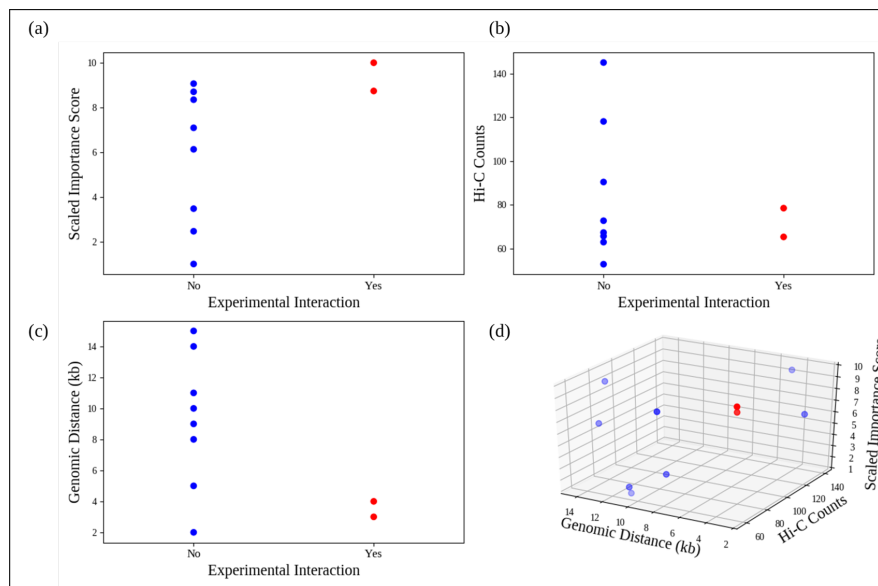 (a)
(b)
10
8
6
4
2
Scaled Importance Score
No
Yes
Experimental Interaction
140
120
100
80
60
Hi-C Counts
No
Yes
Experimental Interaction
(c)
(d)
14
12
10
8
6
4
2
Genomic Distance (kb)
No
Yes
Experimental Interaction
10
9
8
7
6
5
4
3
2
1
Scaled Importance Score
140
120
100
80
60
Hi-C Counts
14
12
10
8
6
4
2
Genomic Distance (kb)